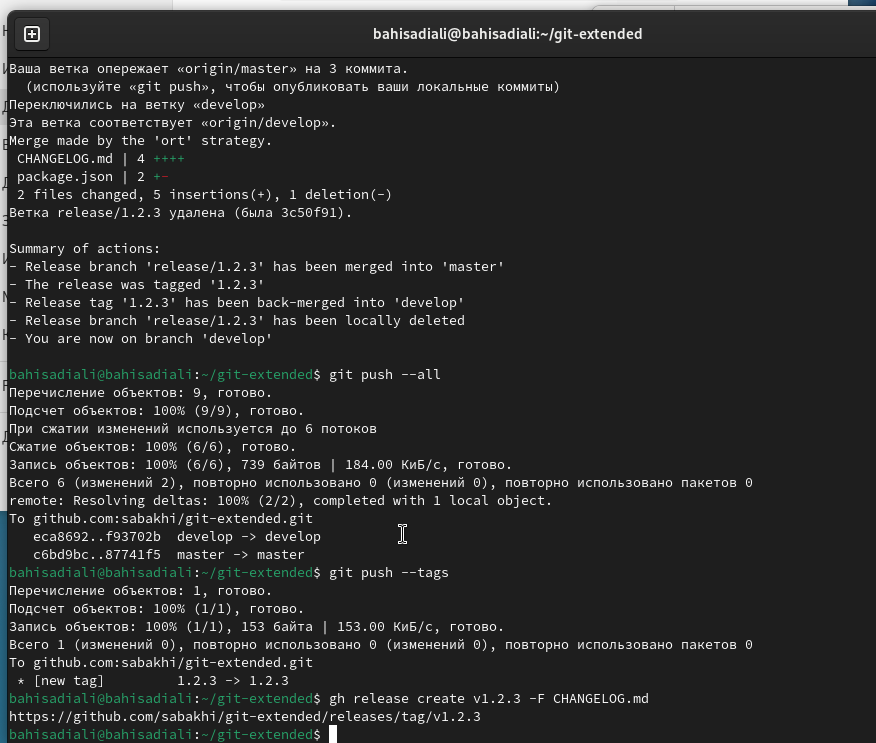 bahisadiali@bahisadiali:~/git-extended
Ваша ветка опережает «origin/master» на 3 коммита.
(используйте «git push», чтобы опубликовать ваши локальные коммиты)
Переключились на ветку «develop»
Эта ветка соответствует «origin/develop».
Merge made by the 'ort' strategy.
CHANGELOG.md | 4 ++++
package.json | 2 +-
2 files changed, 5 insertions(+), 1 deletion(-)
Ветка release/1.2.3 удалена (была 3c50f91).
Summary of actions:
- Release branch 'release/1.2.3' has been merged into 'master'
- The release was tagged '1.2.3'
- Release tag '1.2.3' has been back-merged into 'develop'
- Release branch 'release/1.2.3' has been locally deleted
- You are now on branch 'develop'
bahisadiali@bahisadiali:~/git-extended$ git push --all
Перечисление объектов: 9, готово.
Подсчет объектов: 100% (9/9), готово.
При сжатии изменений используется до 6 потоков
Сжатие объектов: 100% (6/6), готово.
Запись объектов: 100% (6/6), 739 байтов | 184.00 КиБ/с, готово.
Всего 6 (изменений 2), повторно использовано 0 (изменений 0), повторно использовано пакетов 0
remote: Resolving deltas: 100% (2/2), completed with 1 local object.
To github.com:sabakhi/git-extended.git
eca8692..f93702b  develop -> develop
c6bd9bc..87741f5  master -> master
bahisadiali@bahisadiali:~/git-extended$ git push --tags
Перечисление объектов: 1, готово.
Подсчет объектов: 100% (1/1), готово.
Запись объектов: 100% (1/1), 153 байта | 153.00 КиБ/с, готово.
Всего 1 (изменений 0), повторно использовано 0 (изменений 0), повторно использовано пакетов 0
To github.com:sabakhi/git-extended.git
* [new tag]         1.2.3 -> 1.2.3
bahisadiali@bahisadiali:~/git-extended$ gh release create v1.2.3 -F CHANGELOG.md
https://github.com/sabakhi/git-extended/releases/tag/v1.2.3
bahisadiali@bahisadiali:~/git-extended$